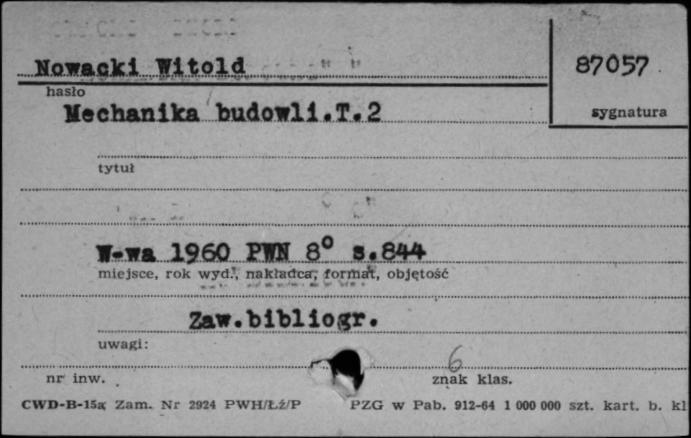 Nowacki Witold
87057
hasło
Mechanika budowli.T.2
sygnatura
tytuł
W-wa 1960 PWN 8° s.844
miejsce, rok wyd., nakładca, format, objętość
Zaw.bibliogr.
uwagi:
6
nr inw.
znak klas.
CWD-B-15a Zam. Nr 2924 PWH/Łź/P PZG w Pab. 912-64 1 000 000 szt. kart. b. kl